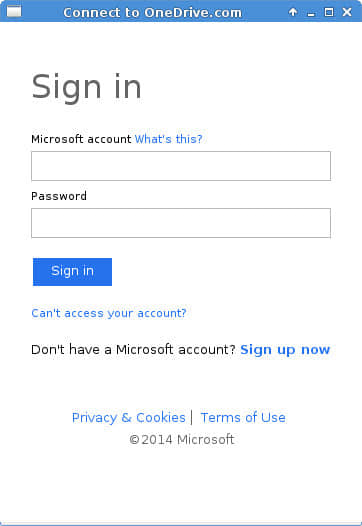 Connect to OneDrive.com
Sign in
Microsoft account What's this?
Password
Sign in
Can't access your account?
Don't have a Microsoft account? Sign up now
Privacy & Cookies | Terms of Use
©2014 Microsoft